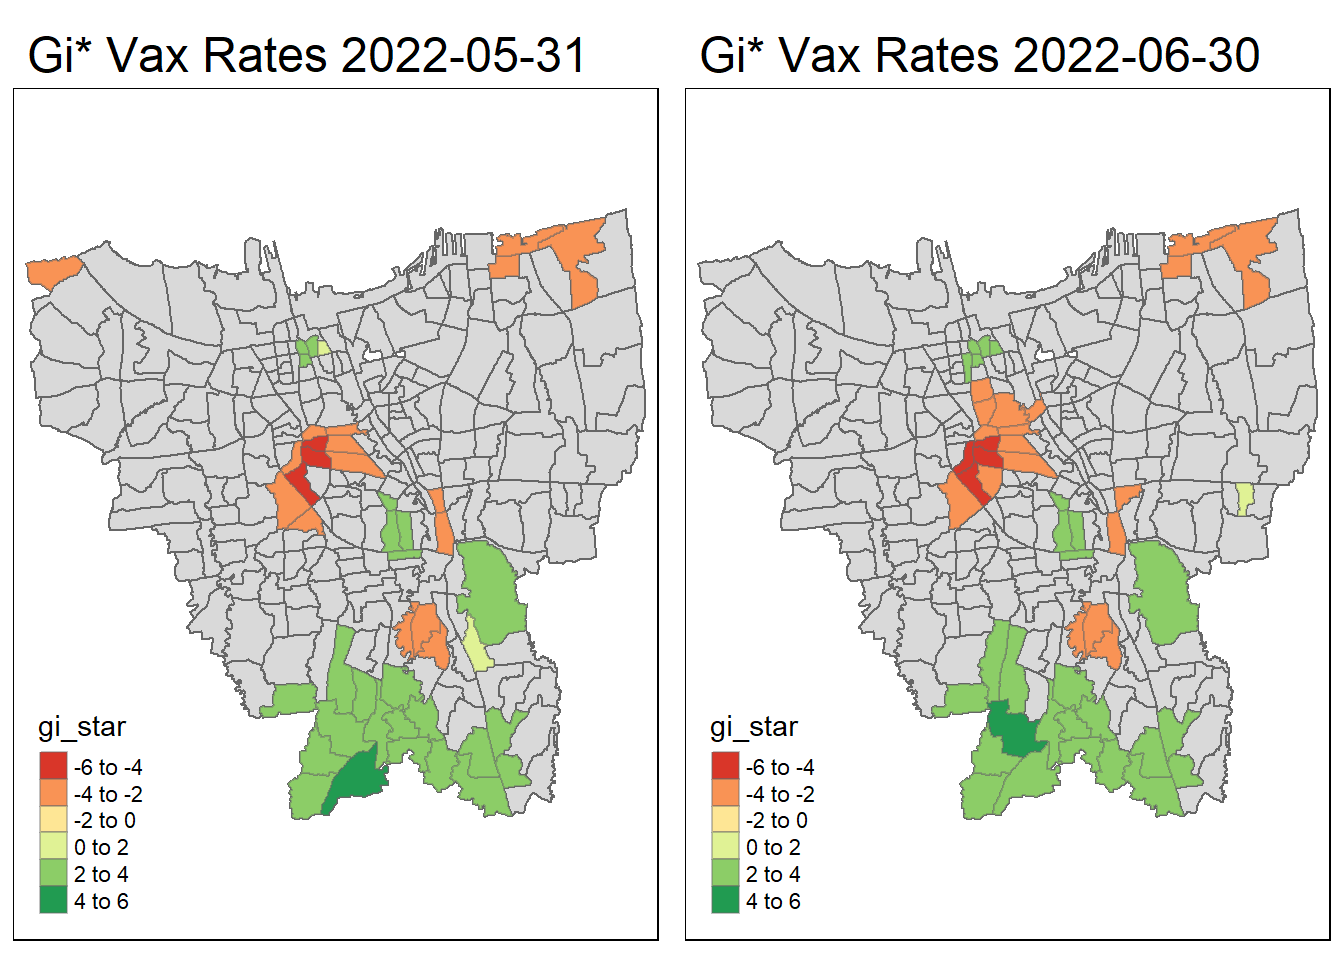 Gi* Vax Rates 2022-05-31
gi_star
-6 to -4
-4 to -2
-2 to 0
0 to 2
2 to 4
4 to 6
Gi* Vax Rates 2022-06-30
gi_star
-6 to -4
-4 to -2
-2 to 0
0 to 2
2 to 4
4 to 6